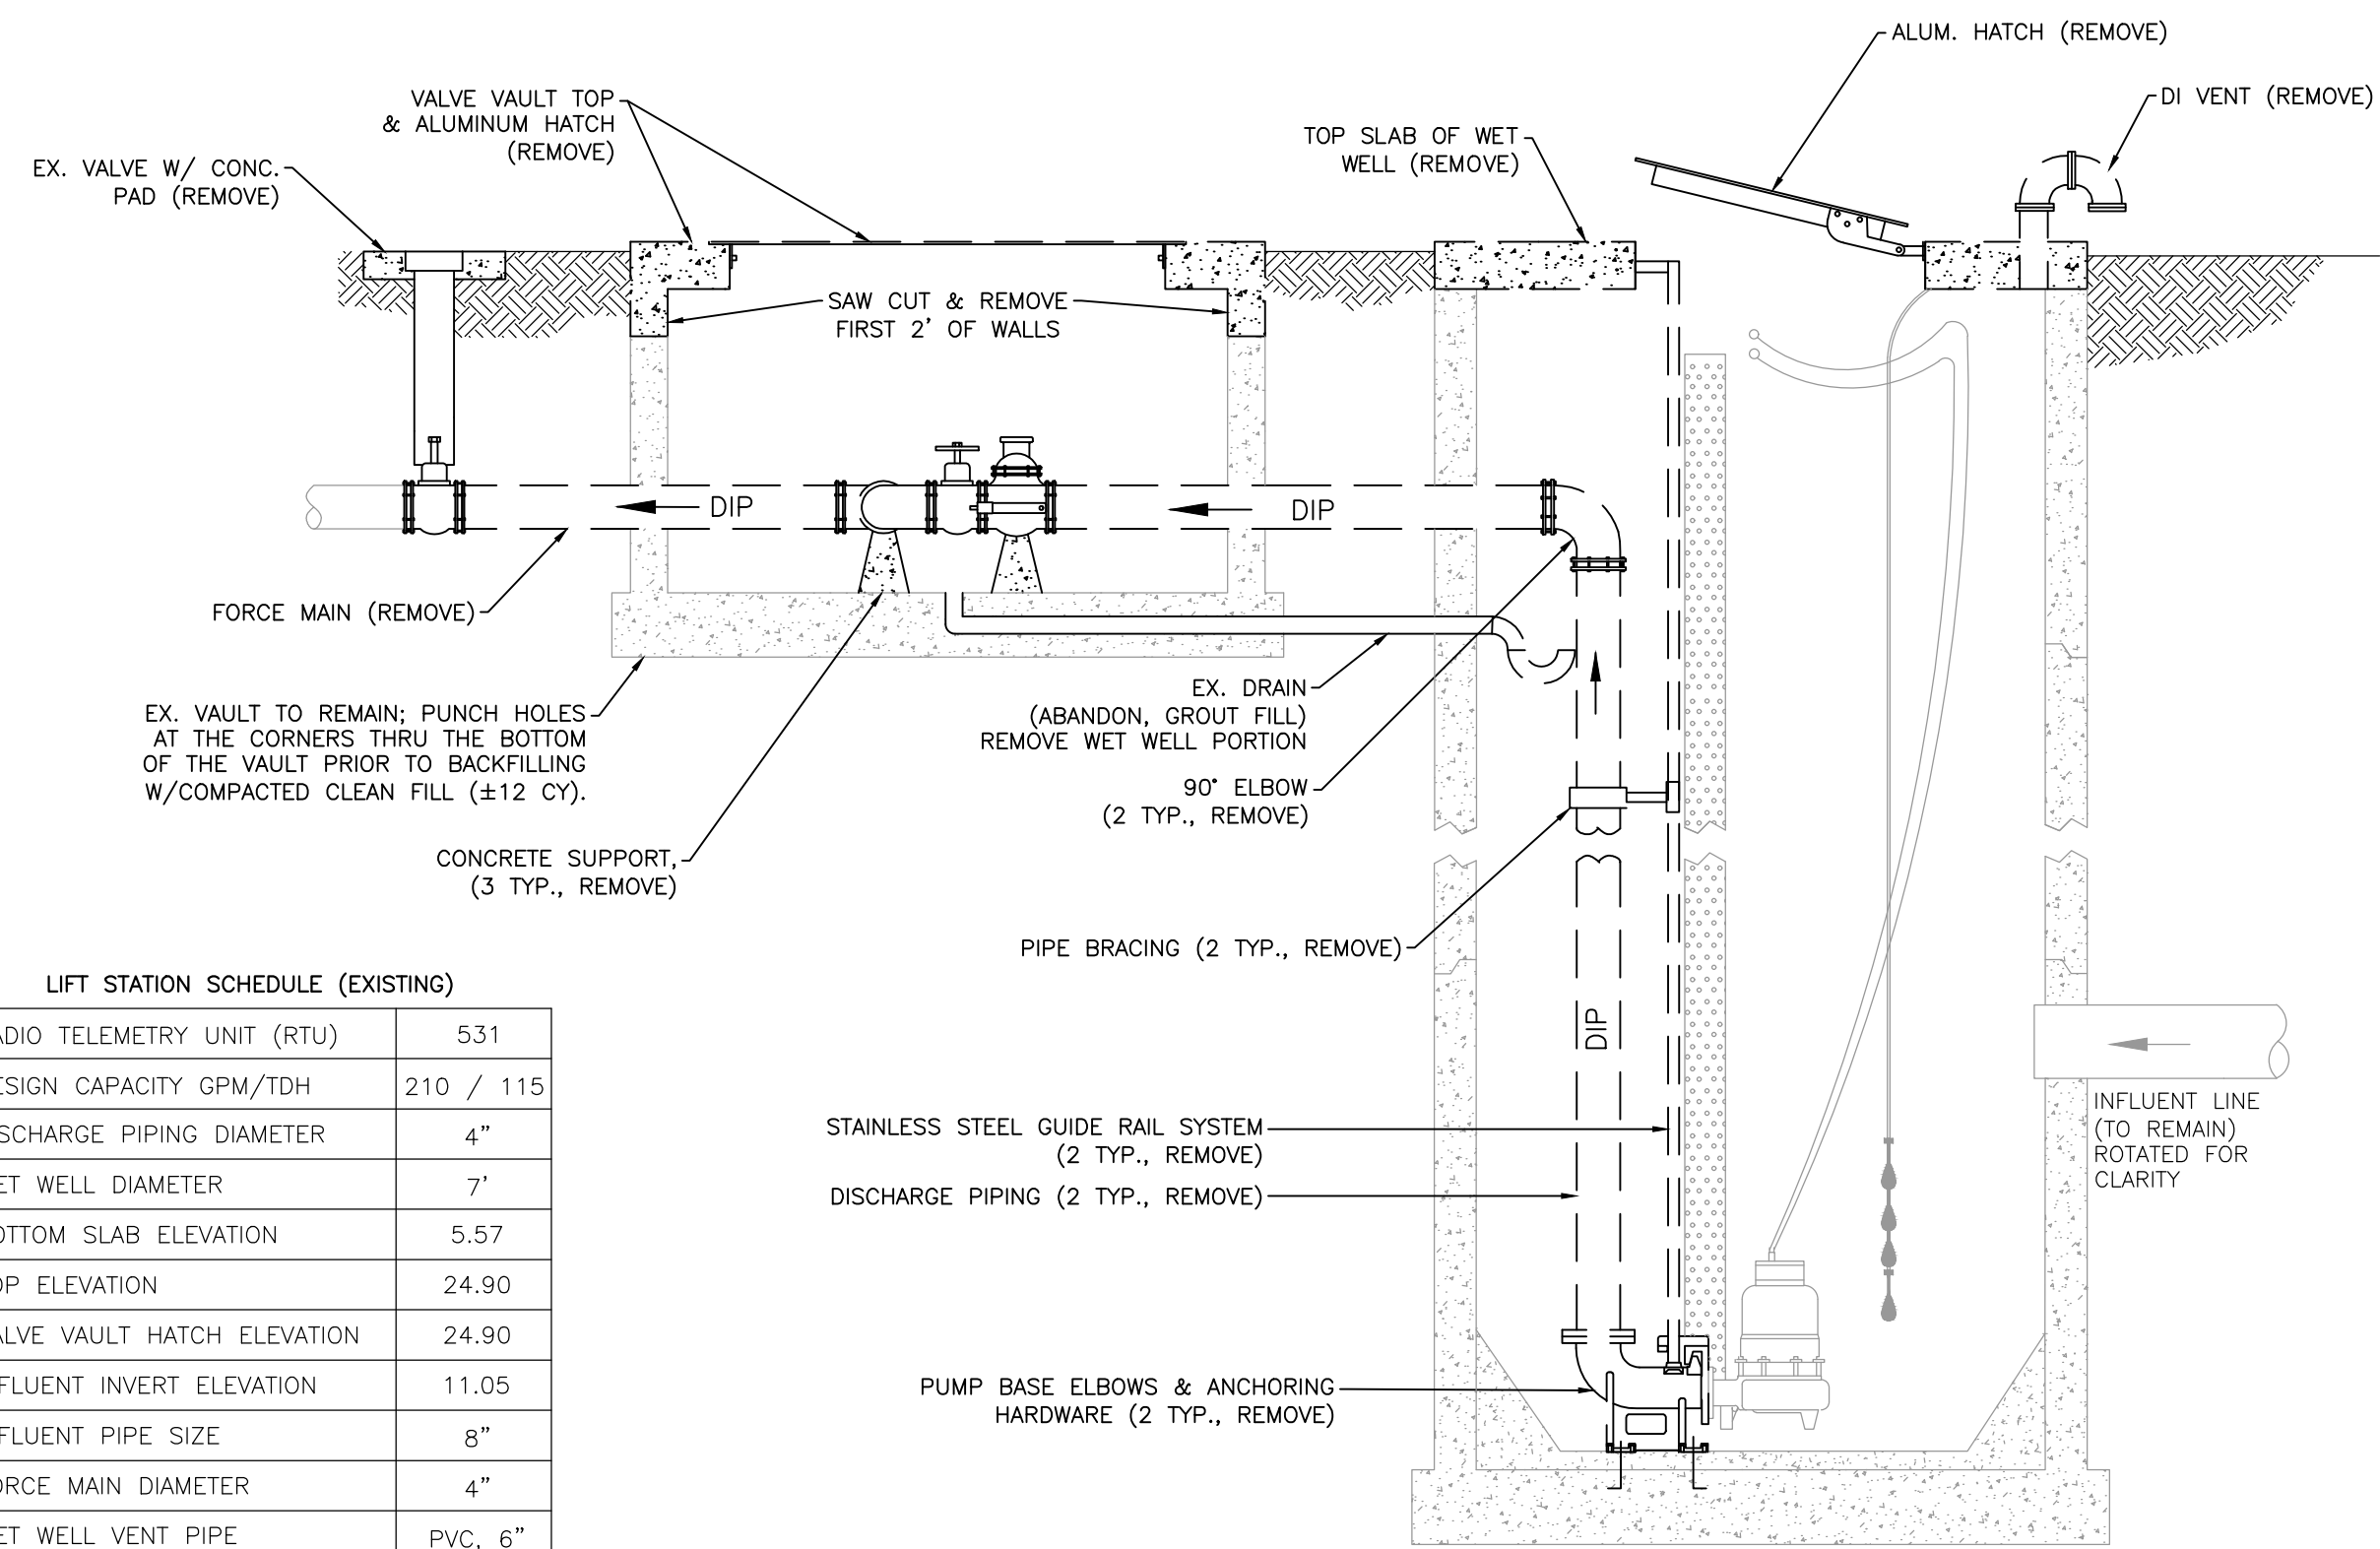 ALUM. HATCH (REMOVE)
DI VENT (REMOVE)
VALVE VAULT TOP
& ALUMINUM HATCH
(REMOVE)
TOP SLAB OF WET
WELL (REMOVE)
EX. VALVE W/ CONC.
PAD (REMOVE)
SAW CUT & REMOVE
FIRST 2' OF WALLS
DIP
DIP
FORCE MAIN (REMOVE)
EX. DRAIN
(ABANDON, GROUT FILL)
REMOVE WET WELL PORTION
EX. VAULT TO REMAIN; PUNCH HOLES
AT THE CORNERS THRU THE BOTTOM
OF THE VAULT PRIOR TO BACKFILLING
W/COMPACTED CLEAN FILL (±12 CY).
90° ELBOW
(2 TYP., REMOVE)
CONCRETE SUPPORT,
(3 TYP., REMOVE)
PIPE BRACING (2 TYP., REMOVE)
DIP
INFLUENT LINE
(TO REMAIN)
ROTATED FOR
CLARITY
STAINLESS STEEL GUIDE RAIL SYSTEM
(2 TYP., REMOVE)
DISCHARGE PIPING (2 TYP., REMOVE)
PUMP BASE ELBOWS & ANCHORING
HARDWARE (2 TYP., REMOVE)
LIFT STATION SCHEDULE (EXISTING)
ADIO TELEMETRY UNIT (RTU) 531
ESIGN CAPACITY GPM/TDH 210 / 115
SCHARGE PIPING DIAMETER 4"
ET WELL DIAMETER 7'
OTTOM SLAB ELEVATION 5.57
OP ELEVATION 24.90
ALVE VAULT HATCH ELEVATION 24.90
FLUENT INVERT ELEVATION 11.05
FLUENT PIPE SIZE 8"
ORCE MAIN DIAMETER 4"
ET WELL VENT PIPE PVC, 6"